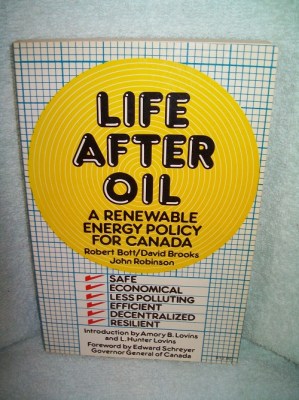 LIFE
AFTER
OIL
A RENEWABLE
ENERGY POLICY
FOR CANADA
Robert Bott/David Brooks
John Robinson
SAFE
ECONOMICAL
LESS POLLUTING
EFFICIENT
DECENTRALIZED
RESILIENT
Introduction by Amory B. Lovins
and L. Hunter Lovins
Foreword by Edward Schreyer
Governor General of Canada